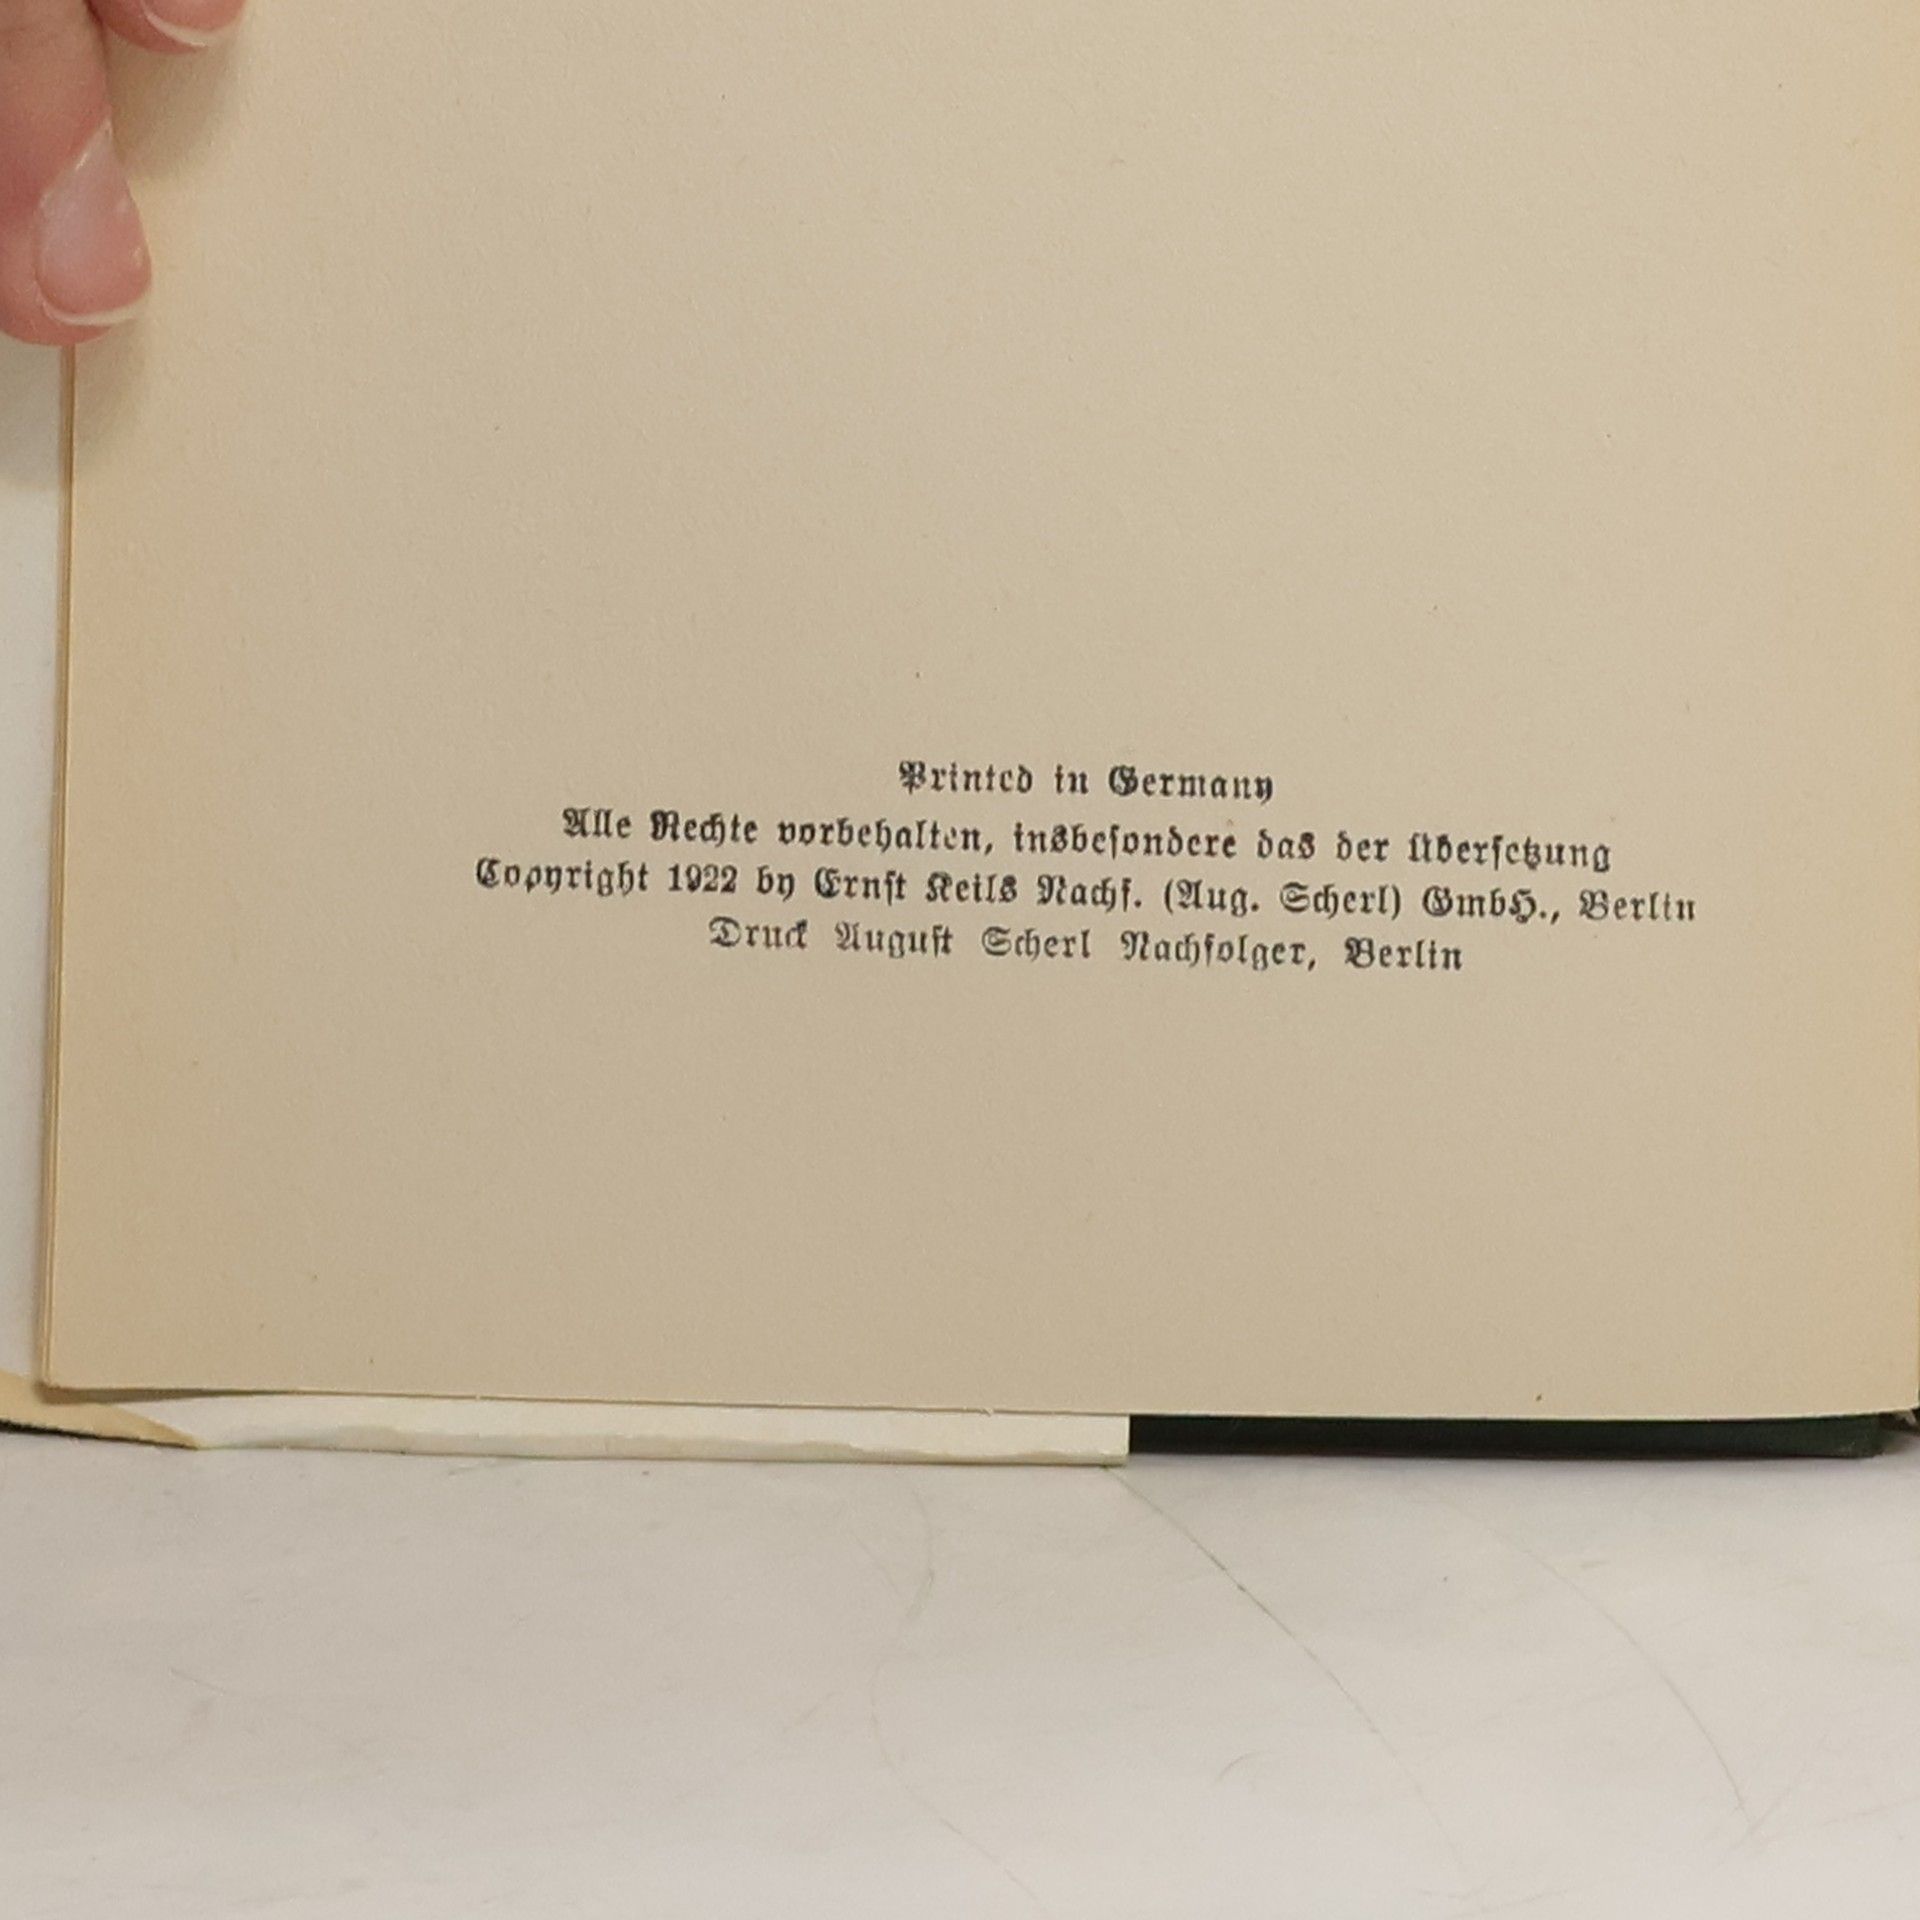 Printed in Germany
Alle Rechte vorbehalten, insbesondere das der Übersetzung
Copyright 1922 by Ernst Keils Nachf. (Aug. Scherl) GmbH., Berlin
Druck August Scherl Nachfolger, Berlin